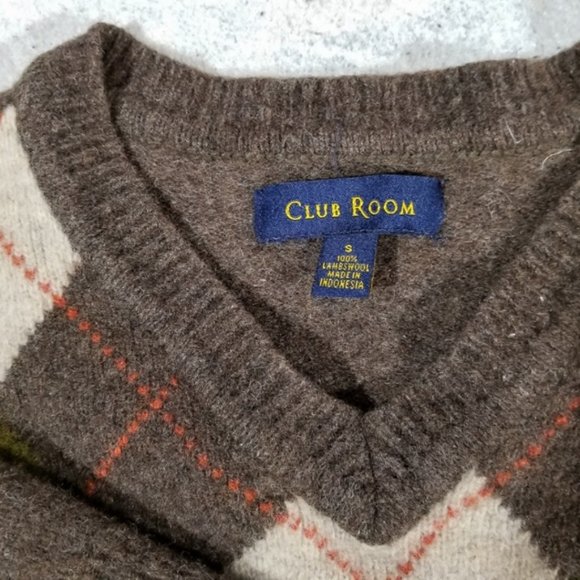 CLUB ROOM
S
100%
LAMBSWOOL
MADE IN
INDONESIA